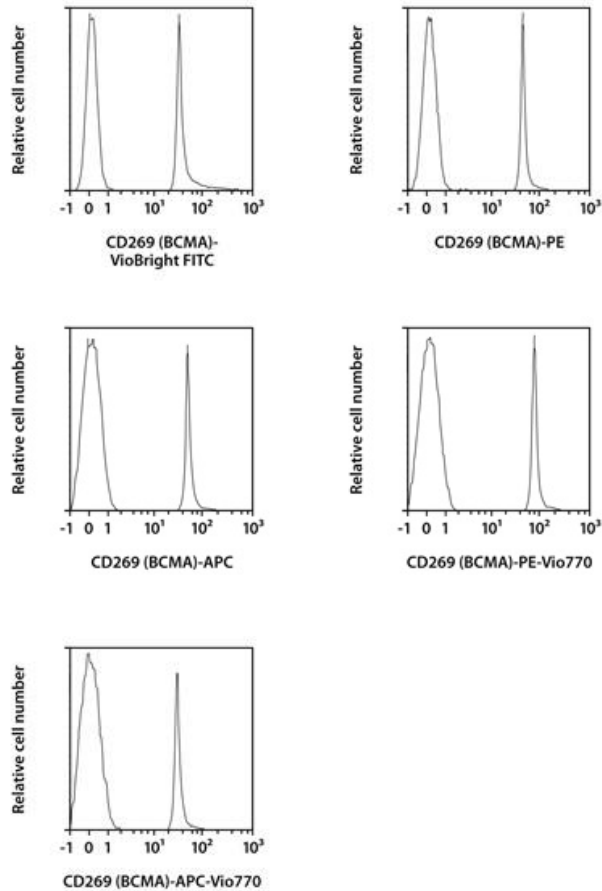 Relative cell number
-1 0 1 10¹ 10² 10³
CD269 (BCMA)-
VioBright FITC
Relative cell number
-1 0 1 10¹ 10² 10³
CD269 (BCMA)-PE
Relative cell number
-1 0 1 10¹ 10² 10³
CD269 (BCMA)-APC
Relative cell number
-1 0 1 10¹ 10² 10³
CD269 (BCMA)-PE-Vio770
Relative cell number
-1 0 1 10¹ 10² 10³
CD269 (BCMA)-APC-Vio770